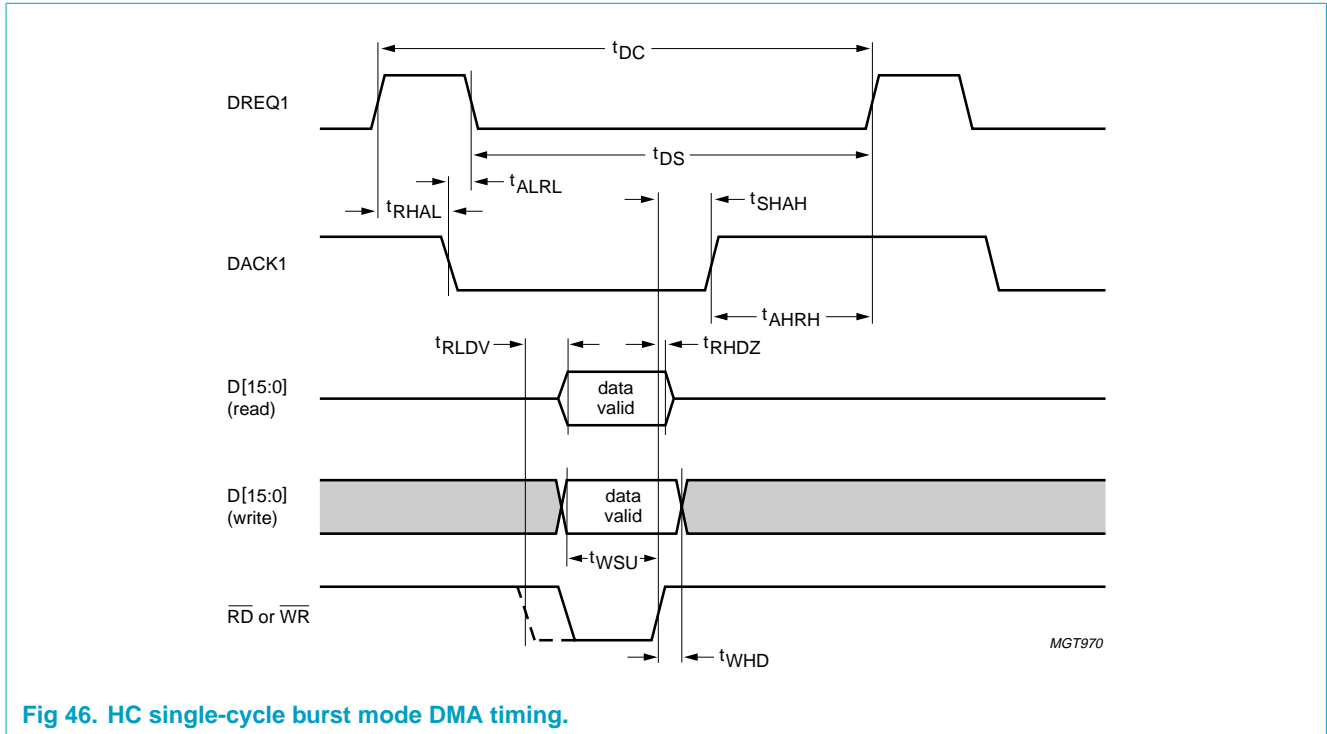 tDC
DREQ1
tDS
tALRL
tSHAH
tRHAL
DACK1
tAHRH
tRLDV
tRHDZ
D[15:0]
(read)
data
valid
D[15:0]
(write)
data
valid
tWSU
RD or WR
MGT970
tWHD
Fig 46. HC single-cycle burst mode DMA timing.